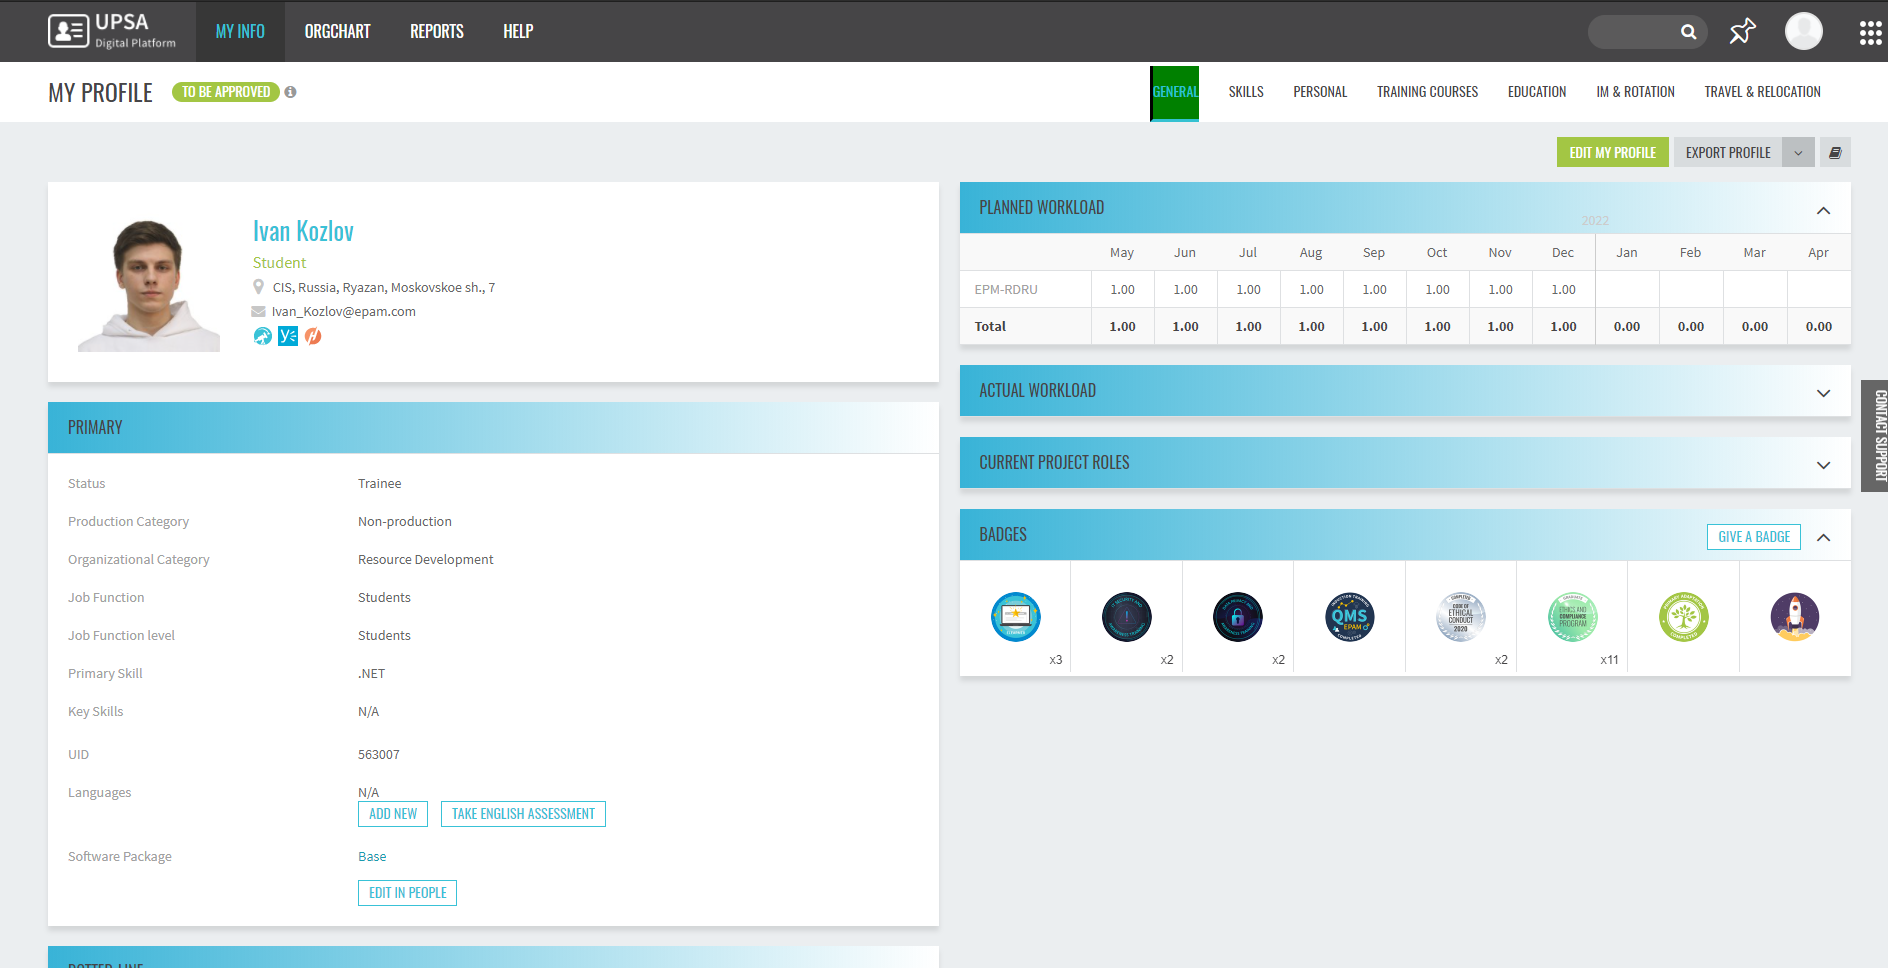 UPSA
Digital Platform
MY INFO
ORGCHART
REPORTS
HELP
MY PROFILE
TO BE APPROVED
GENERAL
SKILLS
PERSONAL
TRAINING COURSES
EDUCATION
IM & ROTATION
TRAVEL & RELOCATION
EDIT MY PROFILE
EXPORT PROFILE
Ivan Kozlov
Student
CIS, Russia, Ryazan, Moskovskoe sh., 7
Ivan_Kozlov@epam.com
PRIMARY
Status Trainee
Production Category Non-production
Organizational Category Resource Development
Job Function Students
Job Function level Students
Primary Skill .NET
Key Skills N/A
UID 563007
Languages N/A
ADD NEW TAKE ENGLISH ASSESSMENT
Software Package Base
EDIT IN PEOPLE
PLANNED WORKLOAD
2022
May Jun Jul Aug Sep Oct Nov Dec Jan Feb Mar Apr
EPM-RDRU 1.00 1.00 1.00 1.00 1.00 1.00 1.00 1.00
Total 1.00 1.00 1.00 1.00 1.00 1.00 1.00 1.00 0.00 0.00 0.00 0.00
ACTUAL WORKLOAD
CURRENT PROJECT ROLES
BADGES
GIVE A BADGE
INDUCTION TRAINING
QMS
EPAM
COMPLETED
CODE OF
ETHICAL
CONDUCT
2020
ETHICS AND
COMPLIANCE
PROGRAM
PRIMARY ADAPTATION
COMPLETED
x3 x2 x2 x2 x11
CONTACT SUPPORT